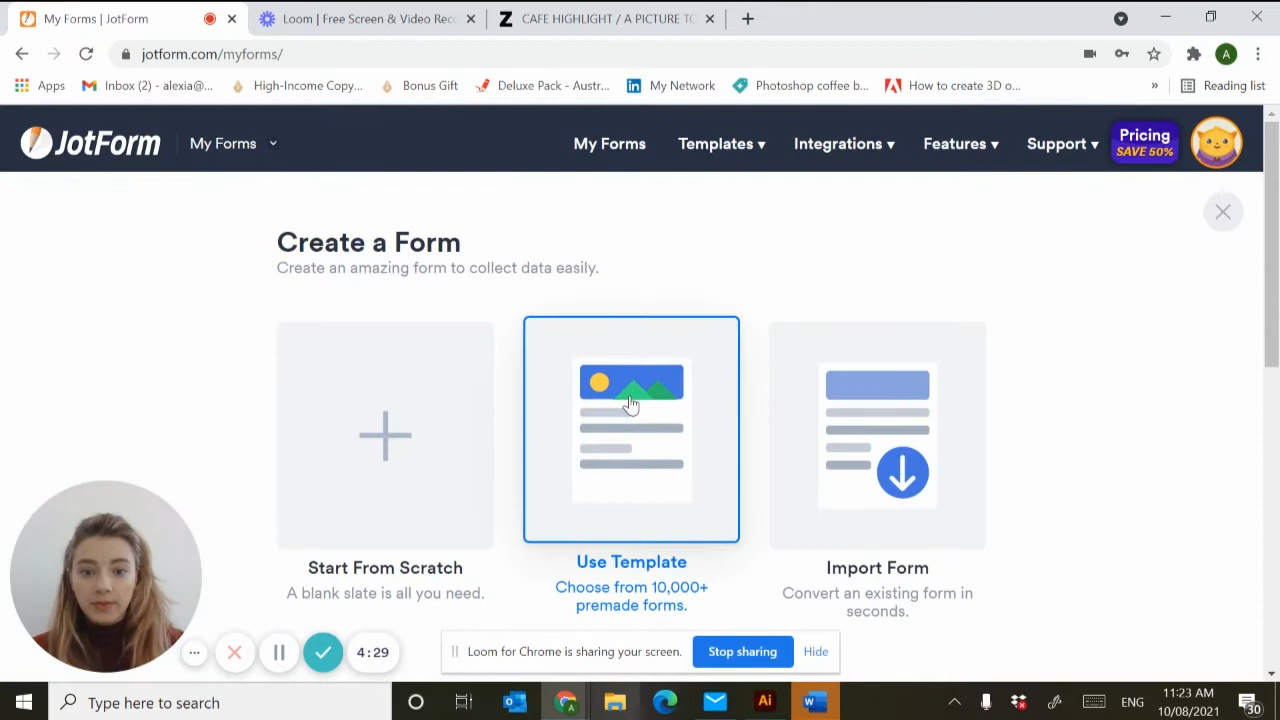 My Forms | JotForm
Loom | Free Screen & Video Reco
CAFE HIGHLIGHT / A PICTURE TO
jotform.com/myforms/
A
Apps
Inbox (2) - alexia@...
High-Income Copy...
Bonus Gift
Deluxe Pack - Austr...
My Network
Photoshop coffee b...
How to create 3D o...
»
Reading list
JotForm
My Forms
My Forms
Templates ▾
Integrations ▾
Features ▾
Support ▾
Pricing
SAVE 50%
Create a Form
Create an amazing form to collect data easily.
Start From Scratch
A blank slate is all you need.
Use Template
Choose from 10,000+
premade forms.
Import Form
Convert an existing form in
seconds.
4:29
Loom for Chrome is sharing your screen.
Stop sharing
Hide
Type here to search
Ai
ENG
11:23 AM
10/08/2021
30